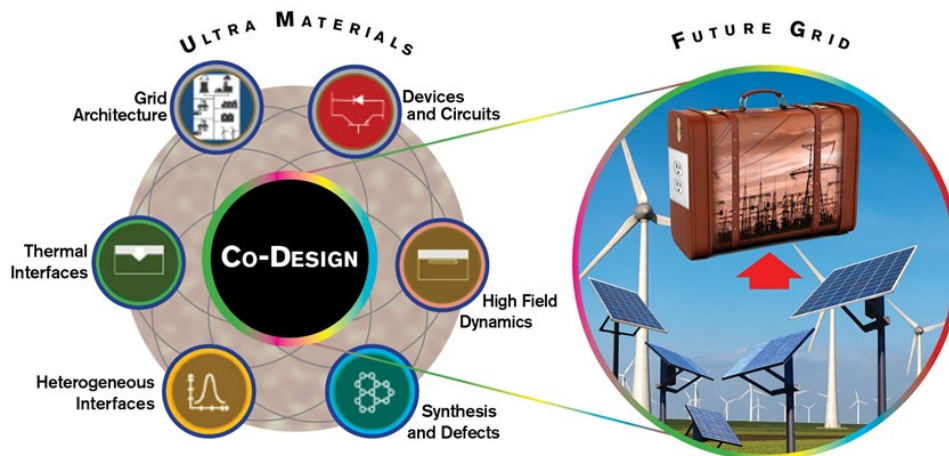 ULTRA MATERIALS
FUTURE GRID
Grid
Architecture
Devices
and Circuits
Thermal
Interfaces
CO-DESIGN
High Field
Dynamics
Heterogeneous
Interfaces
Synthesis
and Defects